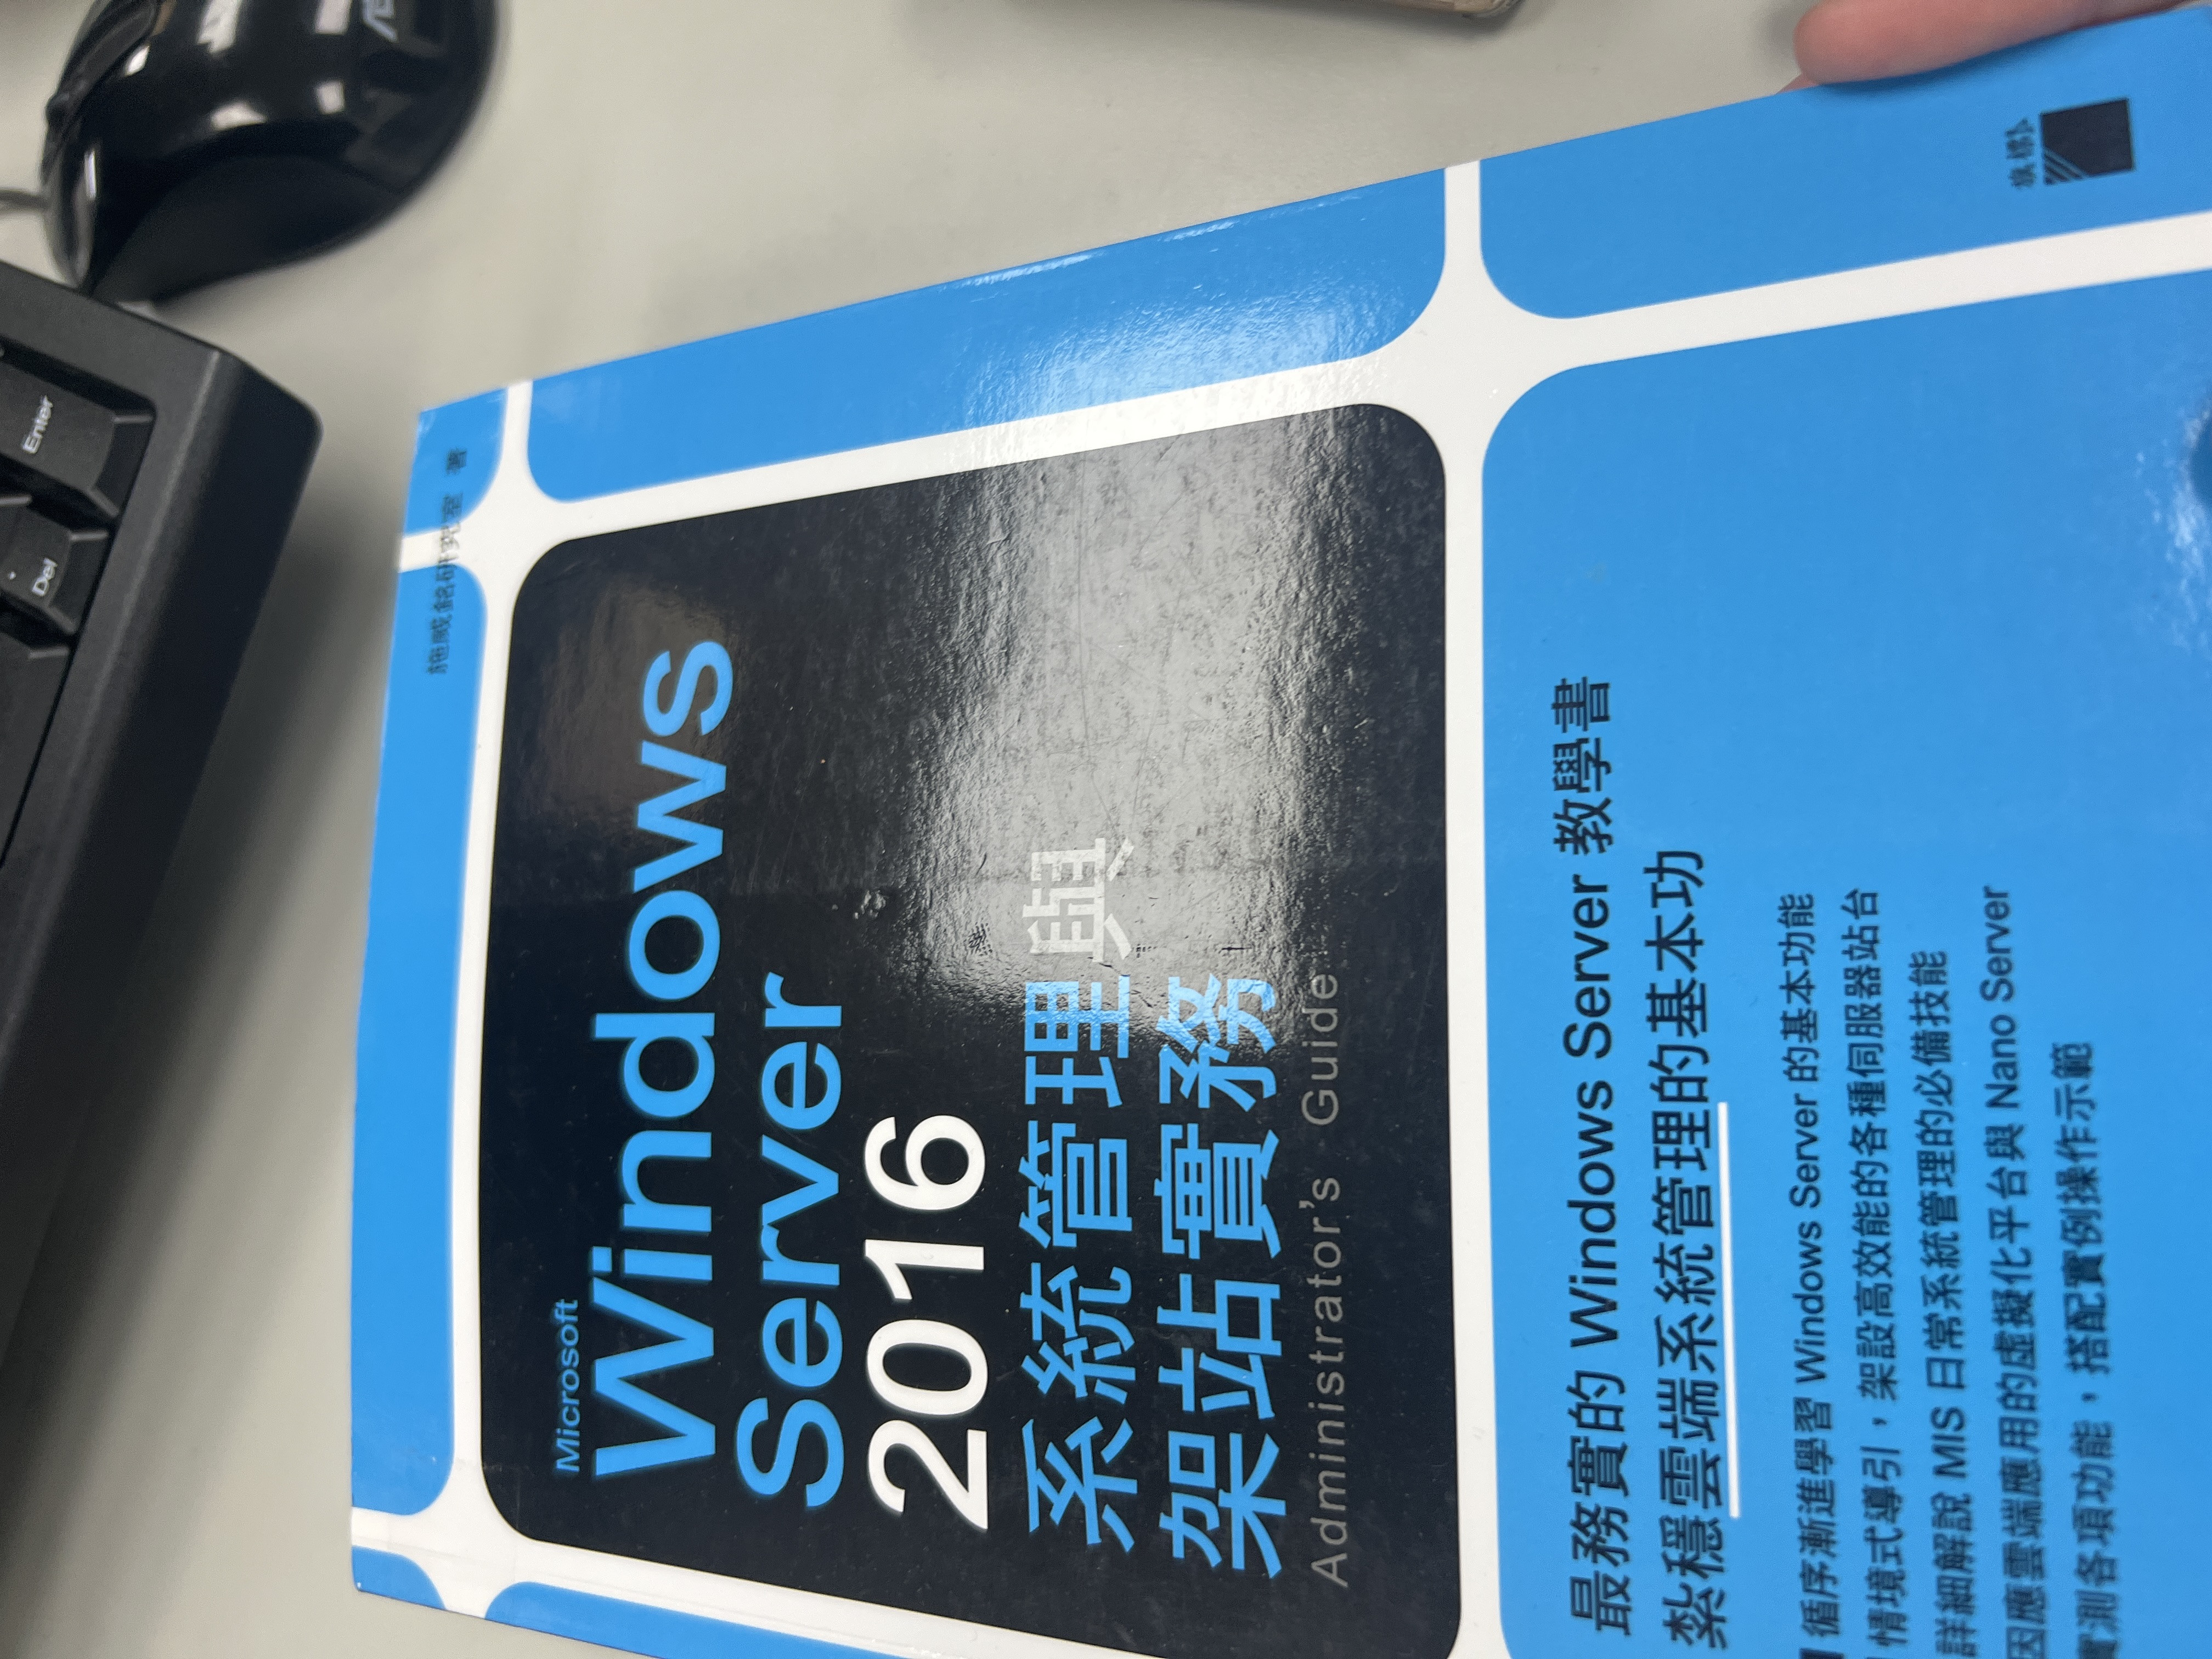 施威銘研究室 著
Microsoft
Windows
Server
2016
系統管理與
架站實務
Administrator's Guide
最務實的 Windows Server 教學書
紮穩雲端系統管理的基本功
循序漸進學習 Windows Server 的基本功能
情境式導引，架設高效能的各種伺服器站台
詳細解說 MIS 日常系統管理的必備技能
因應雲端應用的虛擬化平台與 Nano Server
實測各項功能，搭配實例操作示範
旗標
Enter
Del